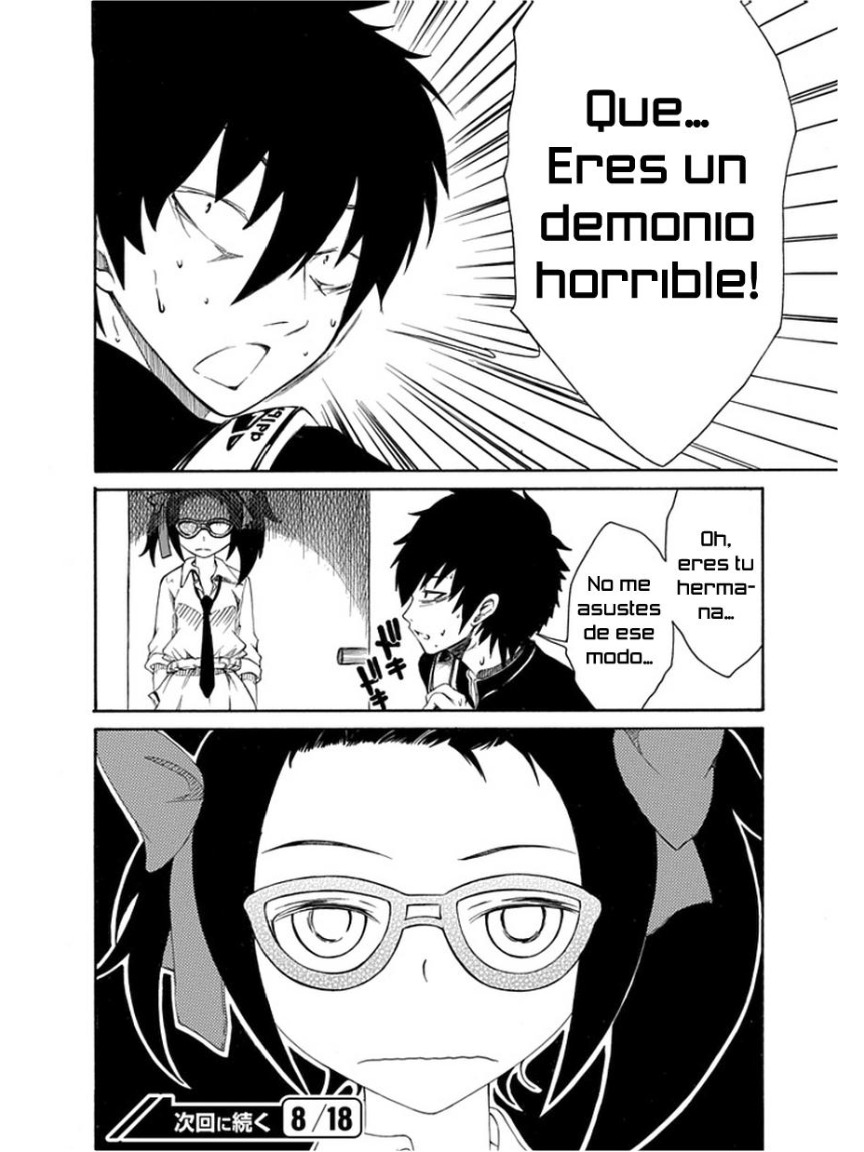 Que...
Eres un
demonio
horrible!
Oh,
eres tu
herma-
na...
No me
asustes
de ese
modo...
ドキ
ドキ
次回に続く 8/18